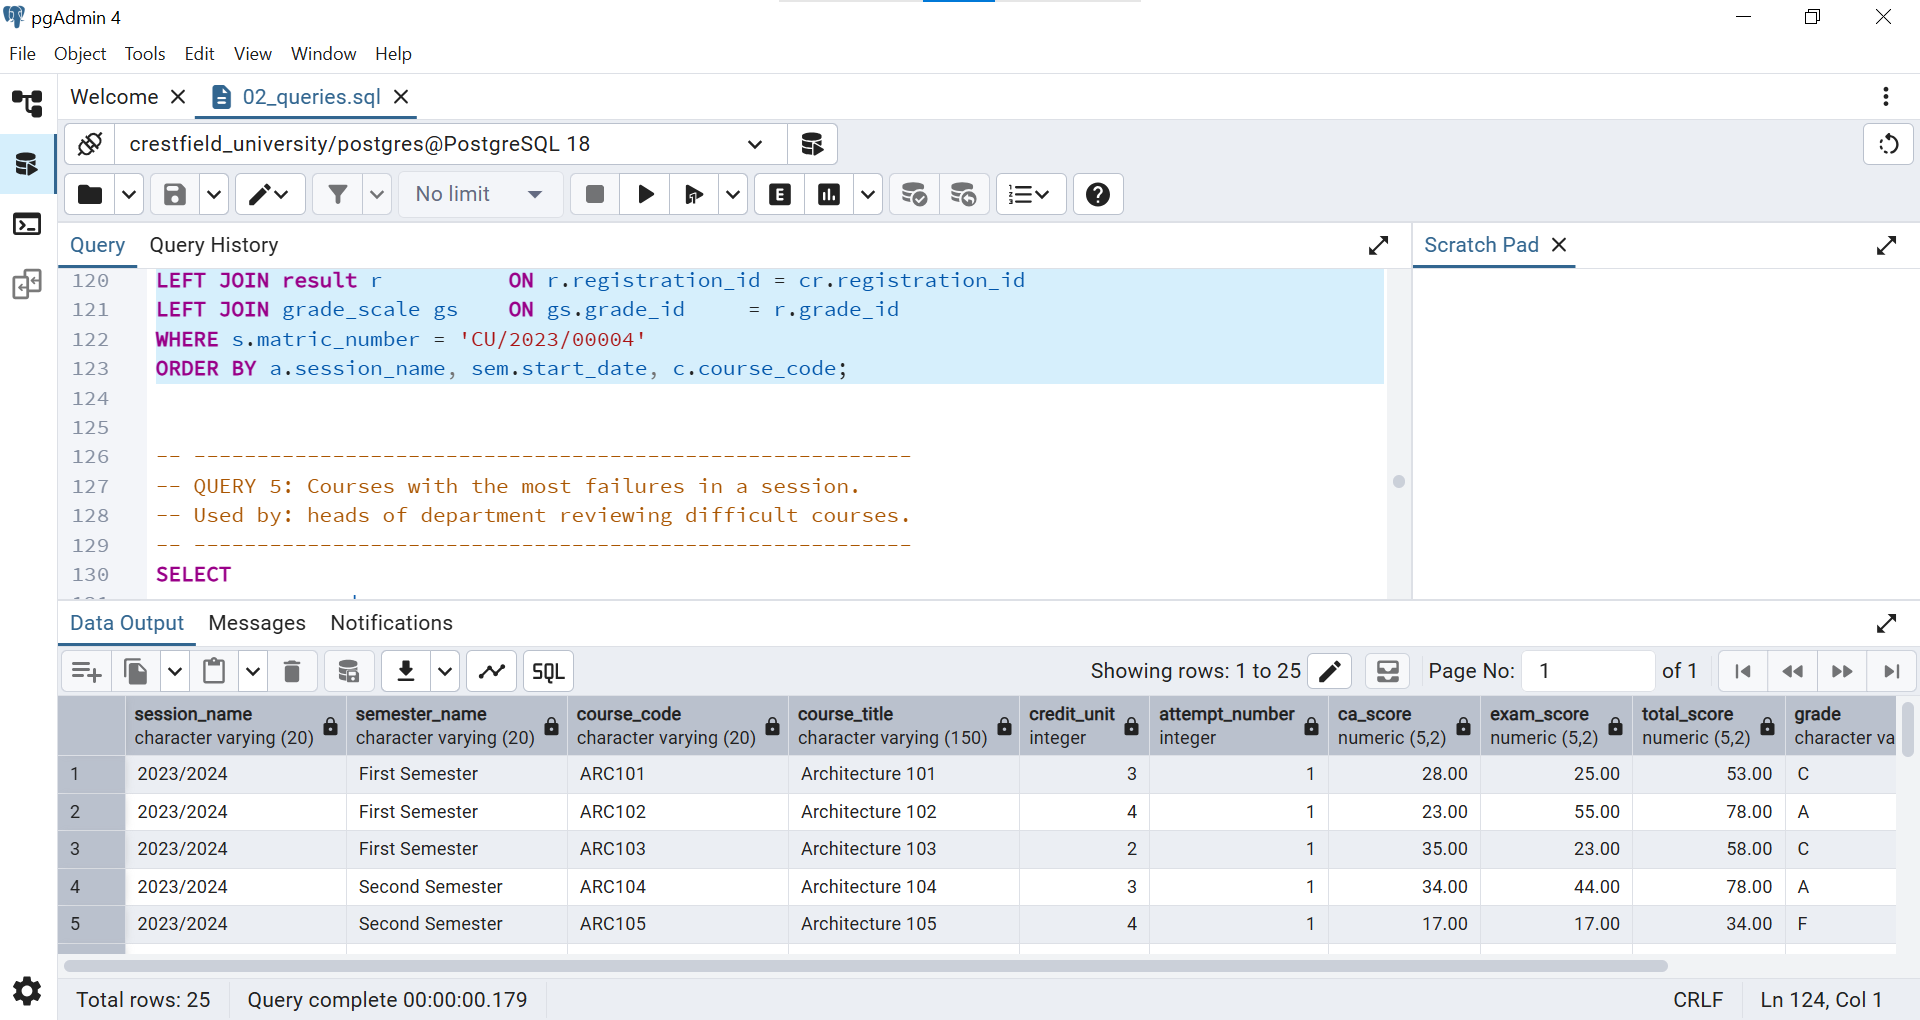 pgAdmin 4
File Object Tools Edit View Window Help
Welcome 02_queries.sql
crestfield_university/postgres@PostgreSQL 18
No limit E
Query Query History Scratch Pad
120 LEFT JOIN result r ON r.registration_id = cr.registration_id
121 LEFT JOIN grade_scale gs ON gs.grade_id = r.grade_id
122 WHERE s.matric_number = 'CU/2023/00004'
123 ORDER BY a.session_name, sem.start_date, c.course_code;
124
125
126 -- ---------------------------------------------------------
127 -- QUERY 5: Courses with the most failures in a session.
128 -- Used by: heads of department reviewing difficult courses.
129 -- ---------------------------------------------------------
130 SELECT
Data Output Messages Notifications
SQL Showing rows: 1 to 25 Page No: 1 of 1
session_name semester_name course_code course_title credit_unit attempt_number ca_score exam_score total_score grade
character varying (20) character varying (20) character varying (20) character varying (150) integer integer numeric (5,2) numeric (5,2) numeric (5,2) character va
1 2023/2024 First Semester ARC101 Architecture 101 3 1 28.00 25.00 53.00 C
2 2023/2024 First Semester ARC102 Architecture 102 4 1 23.00 55.00 78.00 A
3 2023/2024 First Semester ARC103 Architecture 103 2 1 35.00 23.00 58.00 C
4 2023/2024 Second Semester ARC104 Architecture 104 3 1 34.00 44.00 78.00 A
5 2023/2024 Second Semester ARC105 Architecture 105 4 1 17.00 17.00 34.00 F
Total rows: 25 Query complete 00:00:00.179 CRLF Ln 124, Col 1